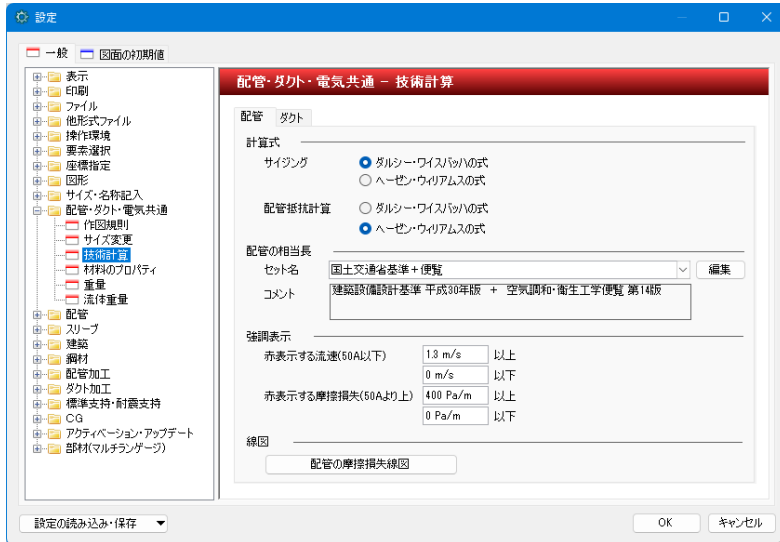 設定
一般 図面の初期値
表示
印刷
ファイル
他形式ファイル
操作環境
要素選択
座標指定
図形
サイズ・名称記入
配管・ダクト・電気共通
作図規則
サイズ変更
技術計算
材料のプロパティ
重量
流体重量
配管
スリーブ
建築
鋼材
配管加工
ダクト加工
標準支持・耐震支持
CG
アクティベーション・アップデート
部材(マルチランゲージ)
配管・ダクト・電気共通 - 技術計算
配管 ダクト
計算式
サイジング ダルシー・ワイスバッハの式
ヘーゼン・ウィリアムスの式
配管抵抗計算 ダルシー・ワイスバッハの式
ヘーゼン・ウィリアムスの式
配管の相当長
セット名 国土交通省基準+便覧 編集
コメント 建築設備設計基準 平成30年版 + 空気調和・衛生工学便覧 第14版
強調表示
赤表示する流速(50A以下) 1.3 m/s 以上
0 m/s 以下
赤表示する摩擦損失(50Aより上) 400 Pa/m 以上
0 Pa/m 以下
線図
配管の摩擦損失線図
設定の読み込み・保存 OK キャンセル